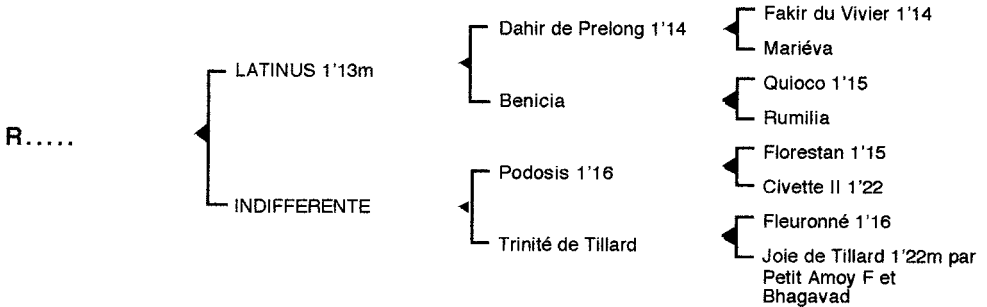 R.....
LATINUS 1'13m
INDIFFERENTE
Dahir de Prelong 1'14
Benicia
Podosis 1'16
Trinité de Tillard
Fakir du Vivier 1'14
Mariéva
Quioco 1'15
Rumilia
Florestan 1'15
Civette II 1'22
Fleuronné 1'16
Joie de Tillard 1'22m par
Petit Amoy F et
Bhagavad